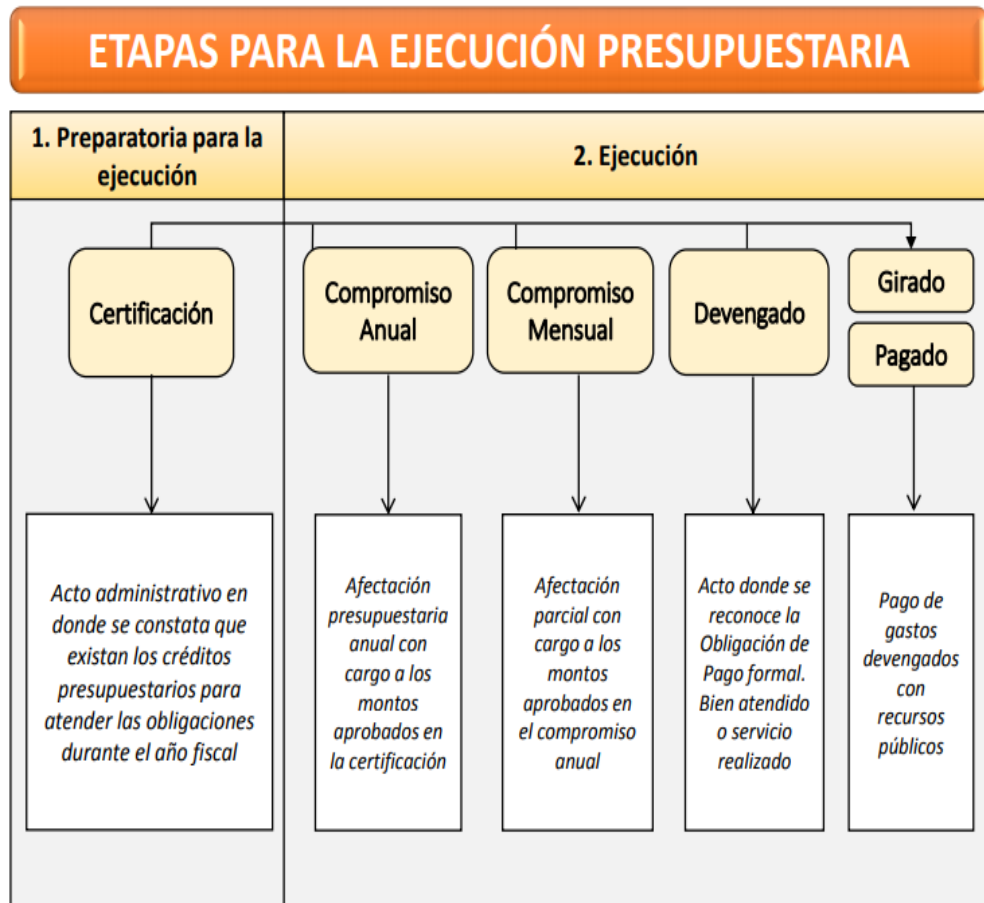 ETAPAS PARA LA EJECUCIÓN PRESUPUESTARIA
1. Preparatoria para la
ejecución
2. Ejecución
Certificación
Compromiso
Anual
Compromiso
Mensual
Devengado
Girado
Pagado
Acto administrativo en
donde se constata que
existan los créditos
presupuestarios para
atender las obligaciones
durante el año fiscal
Afectación
presupuestaria
anual con
cargo a los
montos
aprobados en
la certificación
Afectación
parcial con
cargo a los
montos
aprobados en
el compromiso
anual
Acto donde se
reconoce la
Obligación de
Pago formal.
Bien atendido
o servicio
realizado
Pago de
gastos
devengados
con
recursos
públicos